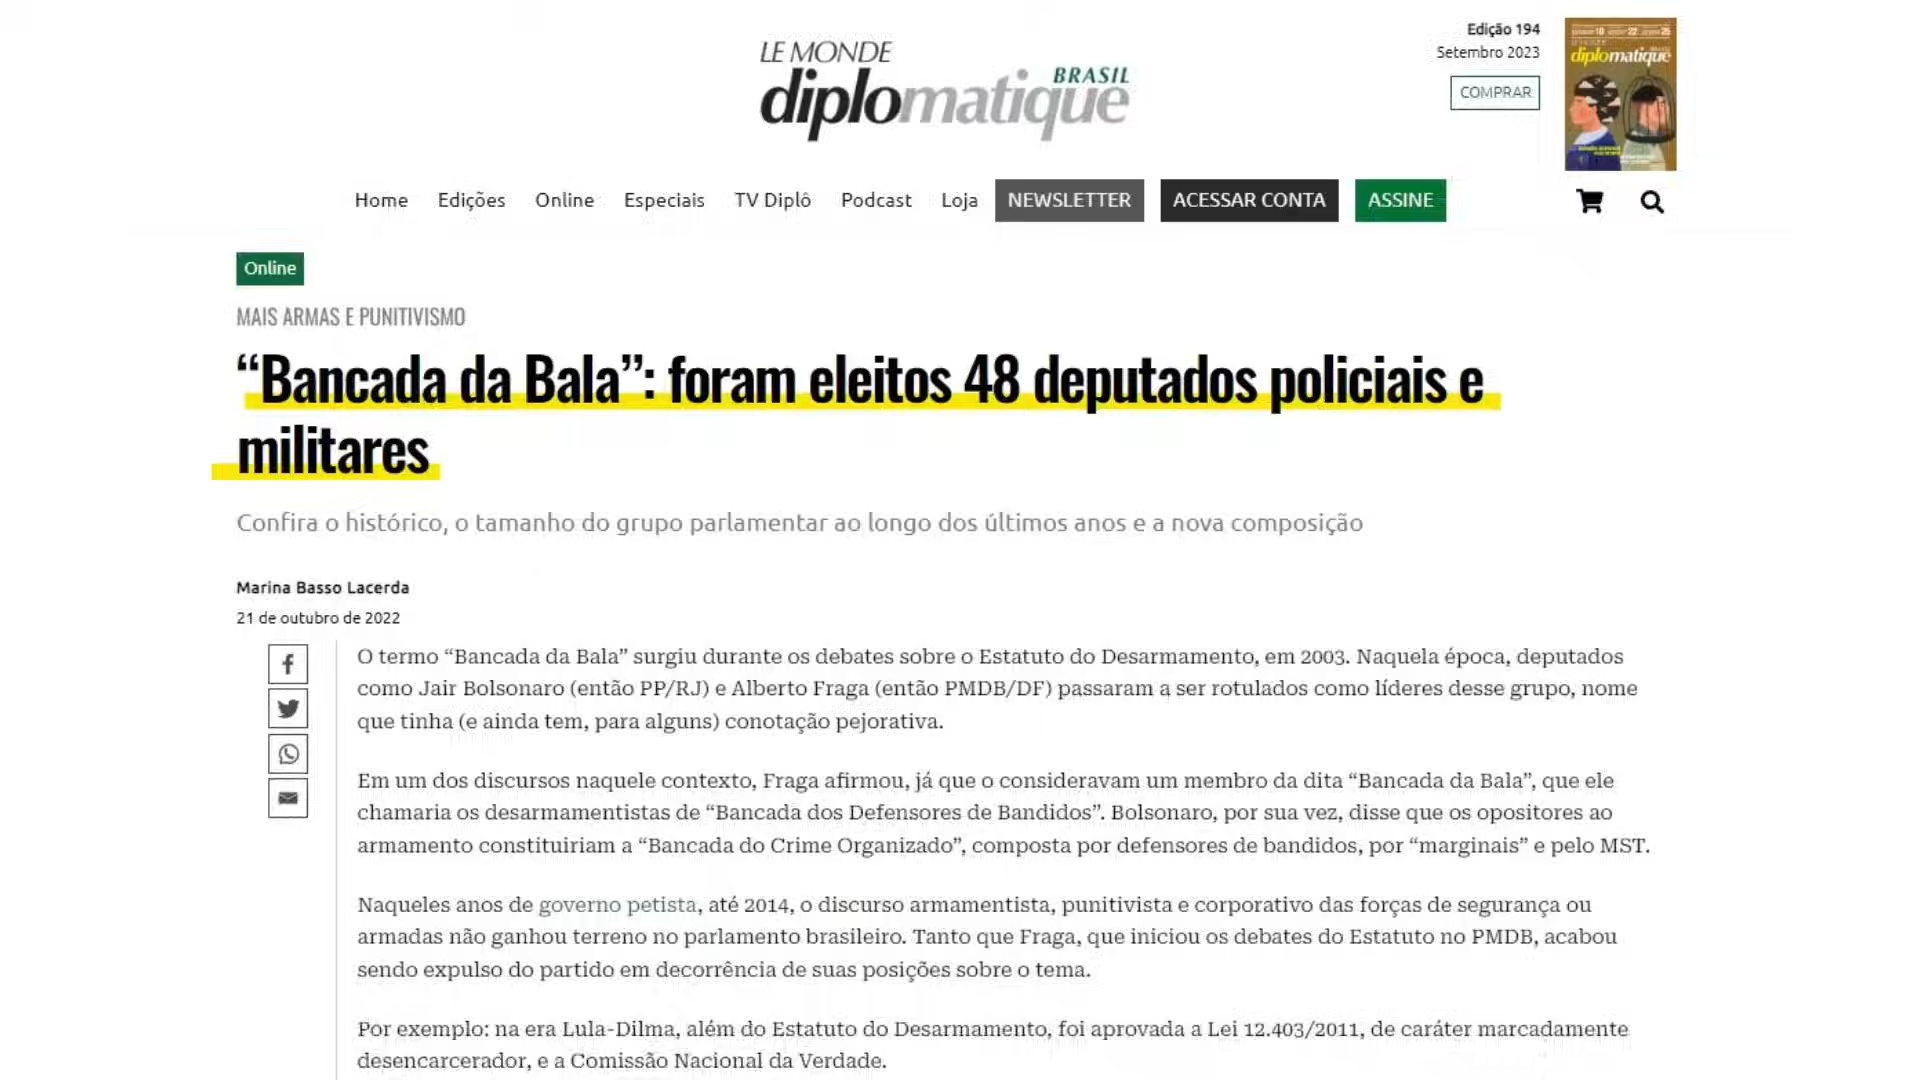 LE MONDE
diplomatique
BRASIL
Edição 194
Setembro 2023
COMPRAR
diplomatique
Home Edições Online Especiais TV Diplô Podcast Loja NEWSLETTER ACESSAR CONTA ASSINE
Online
MAIS ARMAS E PUNITIVISMO
“Bancada da Bala”: foram eleitos 48 deputados policiais e
militares
Confira o histórico, o tamanho do grupo parlamentar ao longo dos últimos anos e a nova composição
Marina Basso Lacerda
21 de outubro de 2022
O termo “Bancada da Bala” surgiu durante os debates sobre o Estatuto do Desarmamento, em 2003. Naquela época, deputados
como Jair Bolsonaro (então PP/RJ) e Alberto Fraga (então PMDB/DF) passaram a ser rotulados como líderes desse grupo, nome
que tinha (e ainda tem, para alguns) conotação pejorativa.
Em um dos discursos naquele contexto, Fraga afirmou, já que o consideravam um membro da dita “Bancada da Bala”, que ele
chamaria os desarmamentistas de “Bancada dos Defensores de Bandidos”. Bolsonaro, por sua vez, disse que os opositores ao
armamento constituiriam a “Bancada do Crime Organizado”, composta por defensores de bandidos, por “marginais” e pelo MST.
Naqueles anos de governo petista, até 2014, o discurso armamentista, punitivista e corporativo das forças de segurança ou
armadas não ganhou terreno no parlamento brasileiro. Tanto que Fraga, que iniciou os debates do Estatuto no PMDB, acabou
sendo expulso do partido em decorrência de suas posições sobre o tema.
Por exemplo: na era Lula-Dilma, além do Estatuto do Desarmamento, foi aprovada a Lei 12.403/2011, de caráter marcadamente
desencarcerador, e a Comissão Nacional da Verdade.